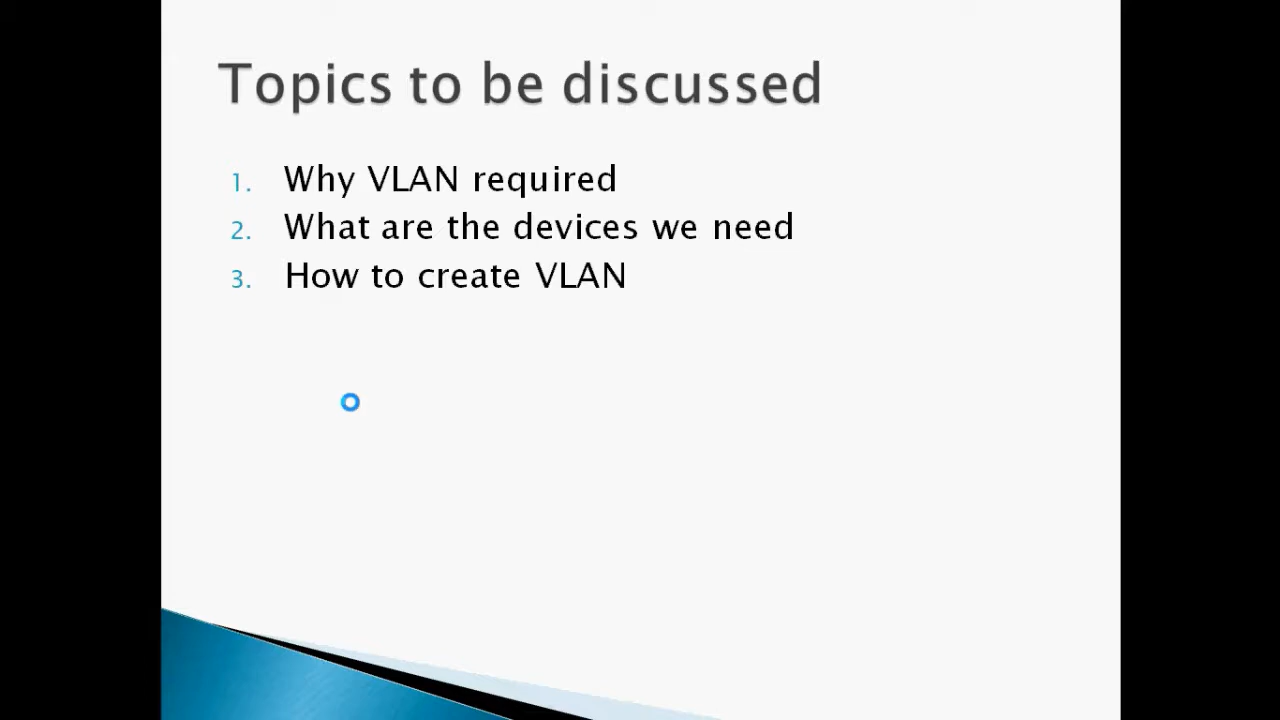 Topics to be discussed
1. Why VLAN required
2. What are the devices we need
3. How to create VLAN